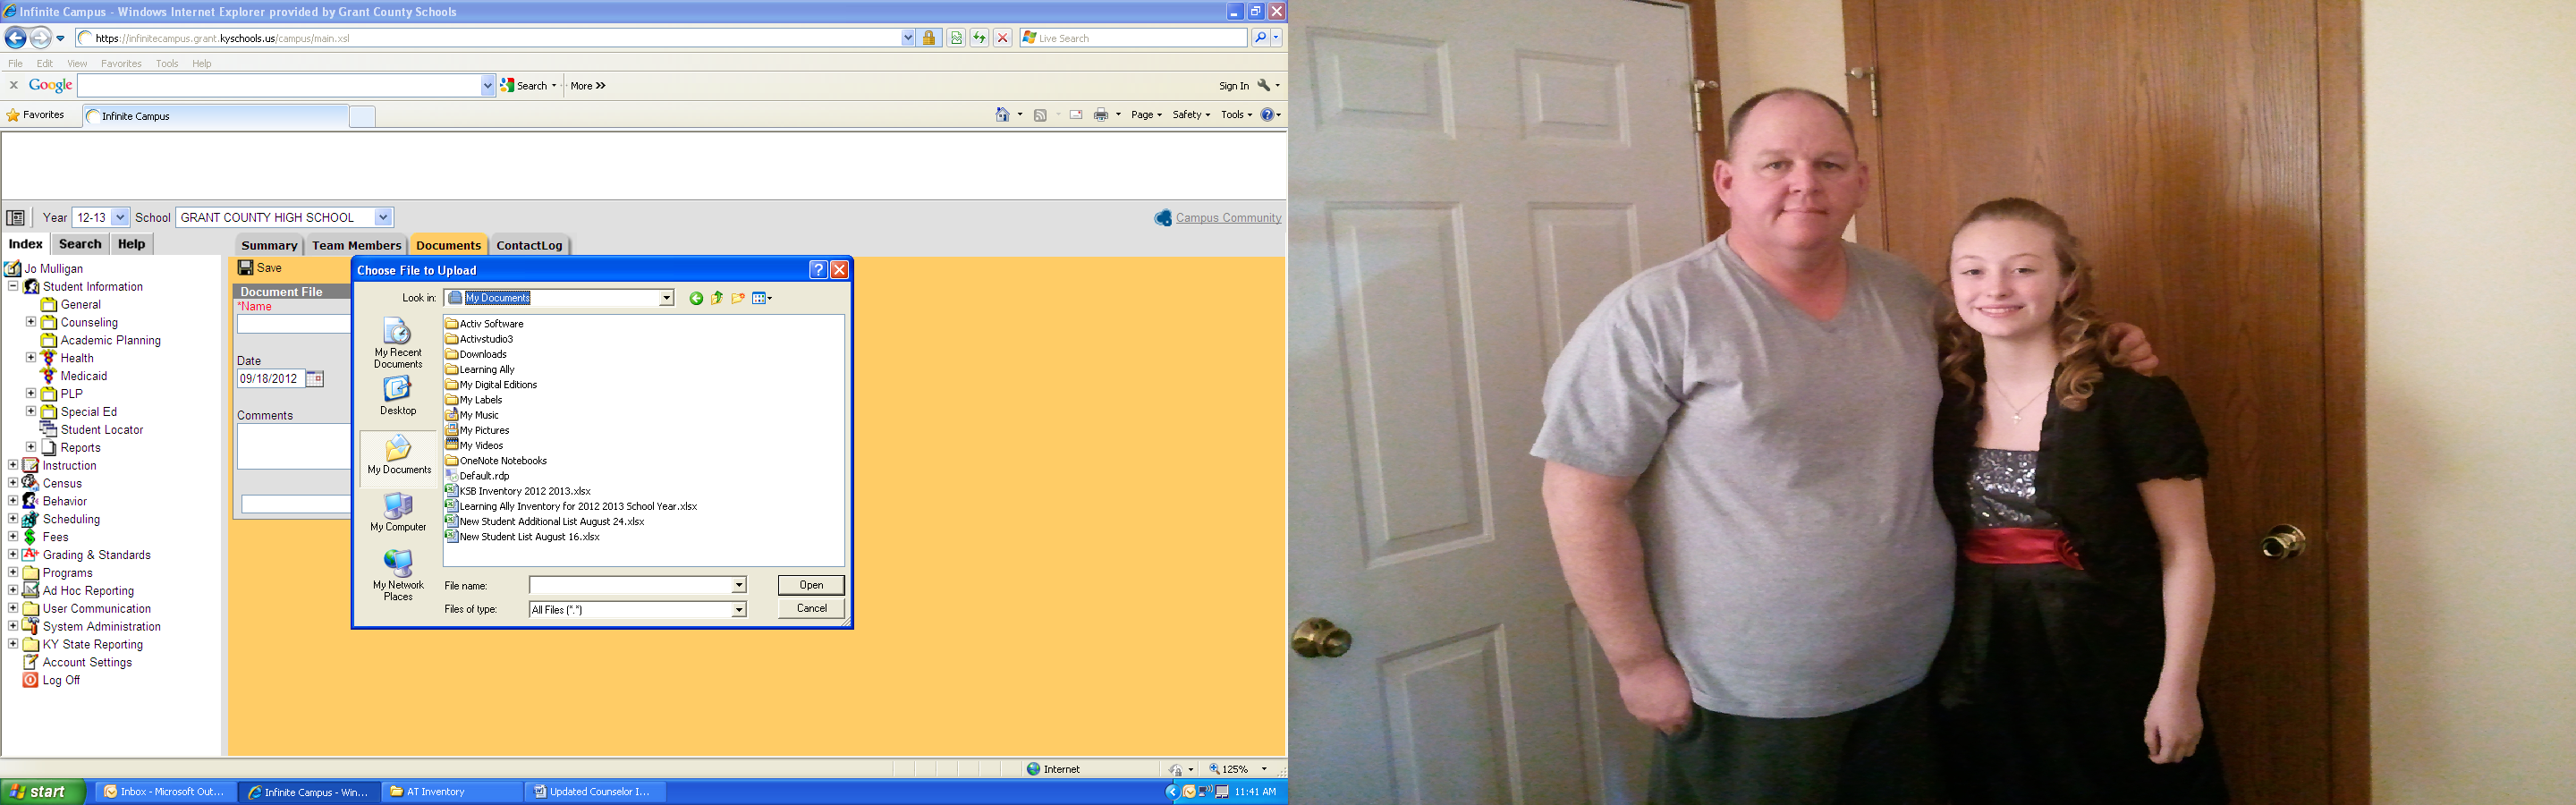 Infinite Campus - Windows Internet Explorer provided by Grant County Schools
https://infinitecampus.grant.kyschools.us/campus/main.xsl
Live Search
File Edit View Favorites Tools Help
x Google Search More »
Sign In
Favorites Infinite Campus
Page Safety Tools
Year 12-13 School GRANT COUNTY HIGH SCHOOL
Campus Community
Index Search Help
Summary Team Members Documents ContactLog
Jo Mulligan
Student Information
General
Counseling
Academic Planning
Health
Medicaid
PLP
Special Ed
Student Locator
Reports
Instruction
Census
Behavior
Scheduling
Fees
Grading & Standards
Programs
Ad Hoc Reporting
User Communication
System Administration
KY State Reporting
Account Settings
Log Off
Save
Document File
*Name
Date
09/18/2012
Comments
Choose File to Upload
Look in: My Documents
My Recent
Documents
Desktop
My Documents
My Computer
My Network
Places
Activ Software
Activstudio3
Downloads
Learning Ally
My Digital Editions
My Labels
My Music
My Pictures
My Videos
OneNote Notebooks
Default.rdp
KSB Inventory 2012 2013.xlsx
Learning Ally Inventory for 2012 2013 School Year.xlsx
New Student Additional List August 24.xlsx
New Student List August 16.xlsx
File name: Open
Files of type: All Files (*.*) Cancel
Internet 125%
start Inbox - Microsoft Out... Infinite Campus - Win... AT Inventory Updated Counselor I... 11:41 AM